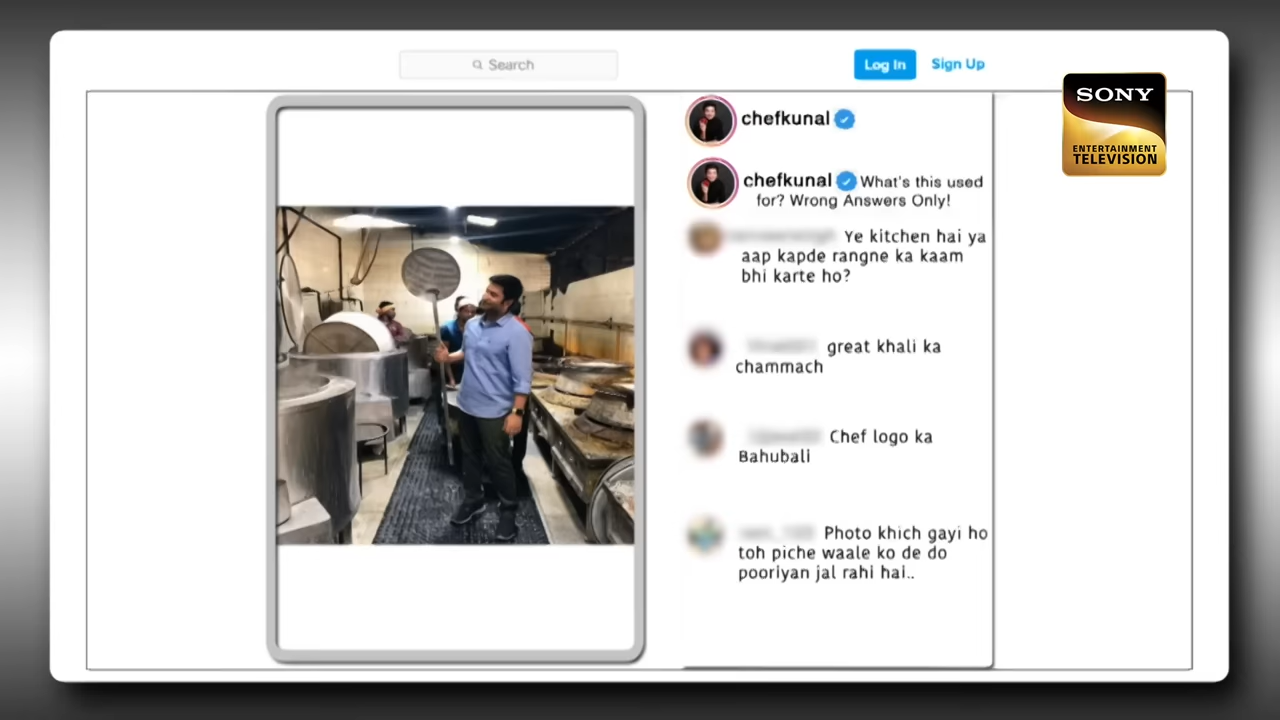 Search
Log In
Sign Up
SONY
ENTERTAINMENT
TELEVISION
chefkunal
chefkunal What's this used
for? Wrong Answers Only!
Ye kitchen hai ya
aap kapde rangne ka kaam
bhi karte ho?
great khali ka
chammach
Chef logo ka
Bahubali
Photo khich gayi ho
toh piche waale ko de do
pooriyan jal rahi hai..